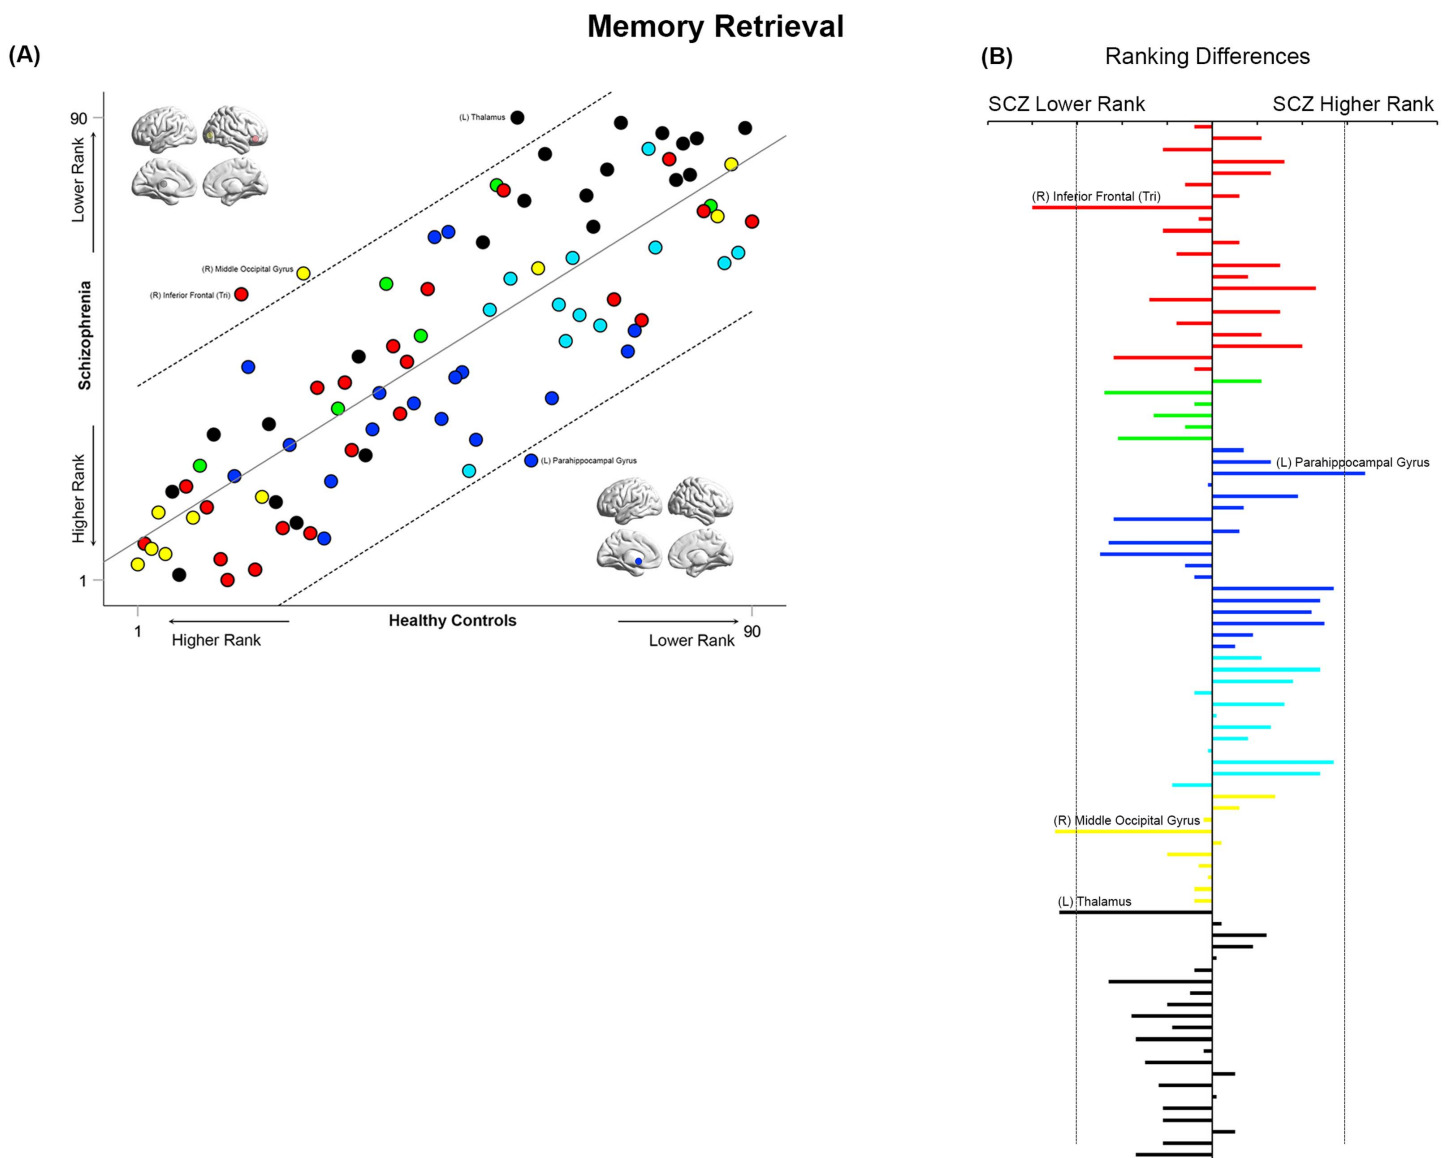 Memory Retrieval
(A)
90
Lower Rank
Schizophrenia
Higher Rank
1
(L) Thalamus
(R) Middle Occipital Gyrus
(R) Inferior Frontal (Tri)
(L) Parahippocampal Gyrus
1
Higher Rank
Healthy Controls
Lower Rank
90
(B)
Ranking Differences
SCZ Lower Rank
SCZ Higher Rank
(R) Inferior Frontal (Tri)
(L) Parahippocampal Gyrus
(R) Middle Occipital Gyrus
(L) Thalamus